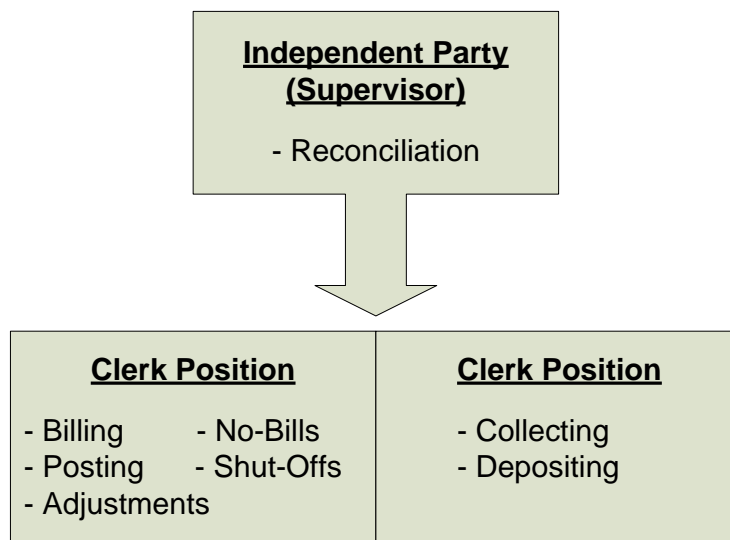 Independent Party
(Supervisor)
- Reconciliation
Clerk Position
- Billing - No-Bills
- Posting - Shut-Offs
- Adjustments
Clerk Position
- Collecting
- Depositing